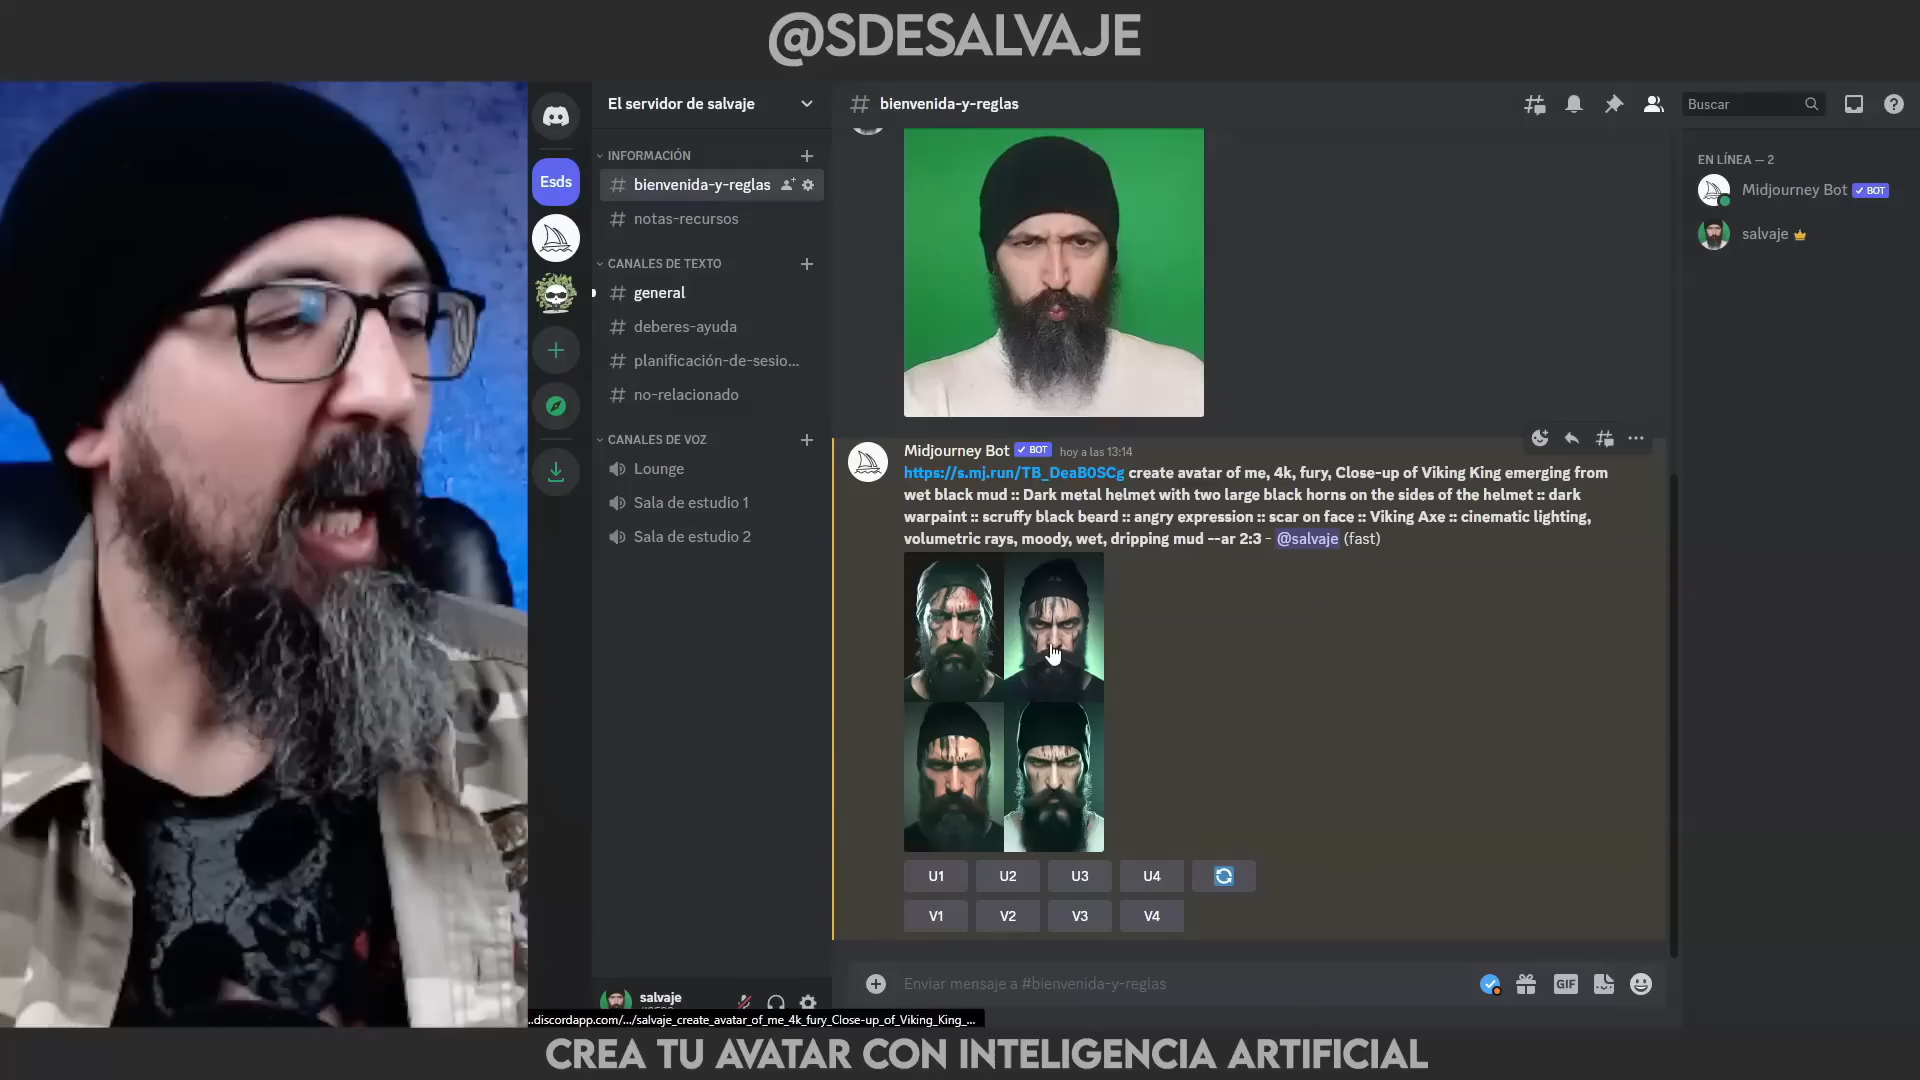 @SDESALVAJE
El servidor de salvaje
# bienvenida-y-reglas
Buscar
Esds
INFORMACIÓN
# bienvenida-y-reglas
# notas-recursos
CANALES DE TEXTO
# general
# deberes-ayuda
# planificación-de-sesio...
# no-relacionado
CANALES DE VOZ
Lounge
Sala de estudio 1
Sala de estudio 2
salvaje
EN LÍNEA — 2
Midjourney Bot ✓ BOT
salvaje
Midjourney Bot ✓ BOT hoy a las 13:14
https://s.mj.run/TB_DeaB0SCg create avatar of me, 4k, fury, Close-up of Viking King emerging from
wet black mud :: Dark metal helmet with two large black horns on the sides of the helmet :: dark
warpaint :: scruffy black beard :: angry expression :: scar on face :: Viking Axe :: cinematic lighting,
volumetric rays, moody, wet, dripping mud --ar 2:3 - @salvaje (fast)
U1 U2 U3 U4
V1 V2 V3 V4
Enviar mensaje a #bienvenida-y-reglas
GIF
..discordapp.com/.../salvaje_create_avatar_of_me_4k_fury_Close-up_of_Viking_King_...
CREA TU AVATAR CON INTELIGENCIA ARTIFICIAL